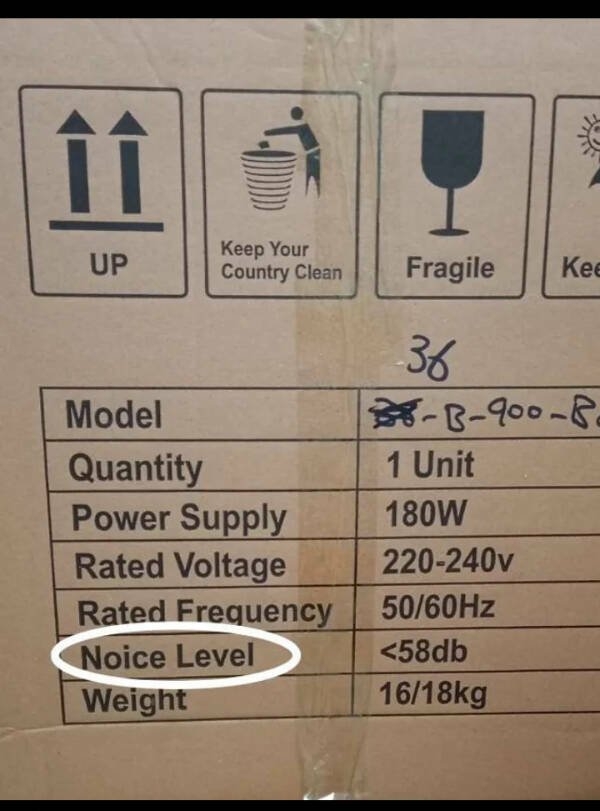 UP
Keep Your
Country Clean
Fragile
36
Model -B-900-B
Quantity 1 Unit
Power Supply 180W
Rated Voltage 220-240v
Rated Frequency 50/60Hz
Noice Level <58db
Weight 16/18kg